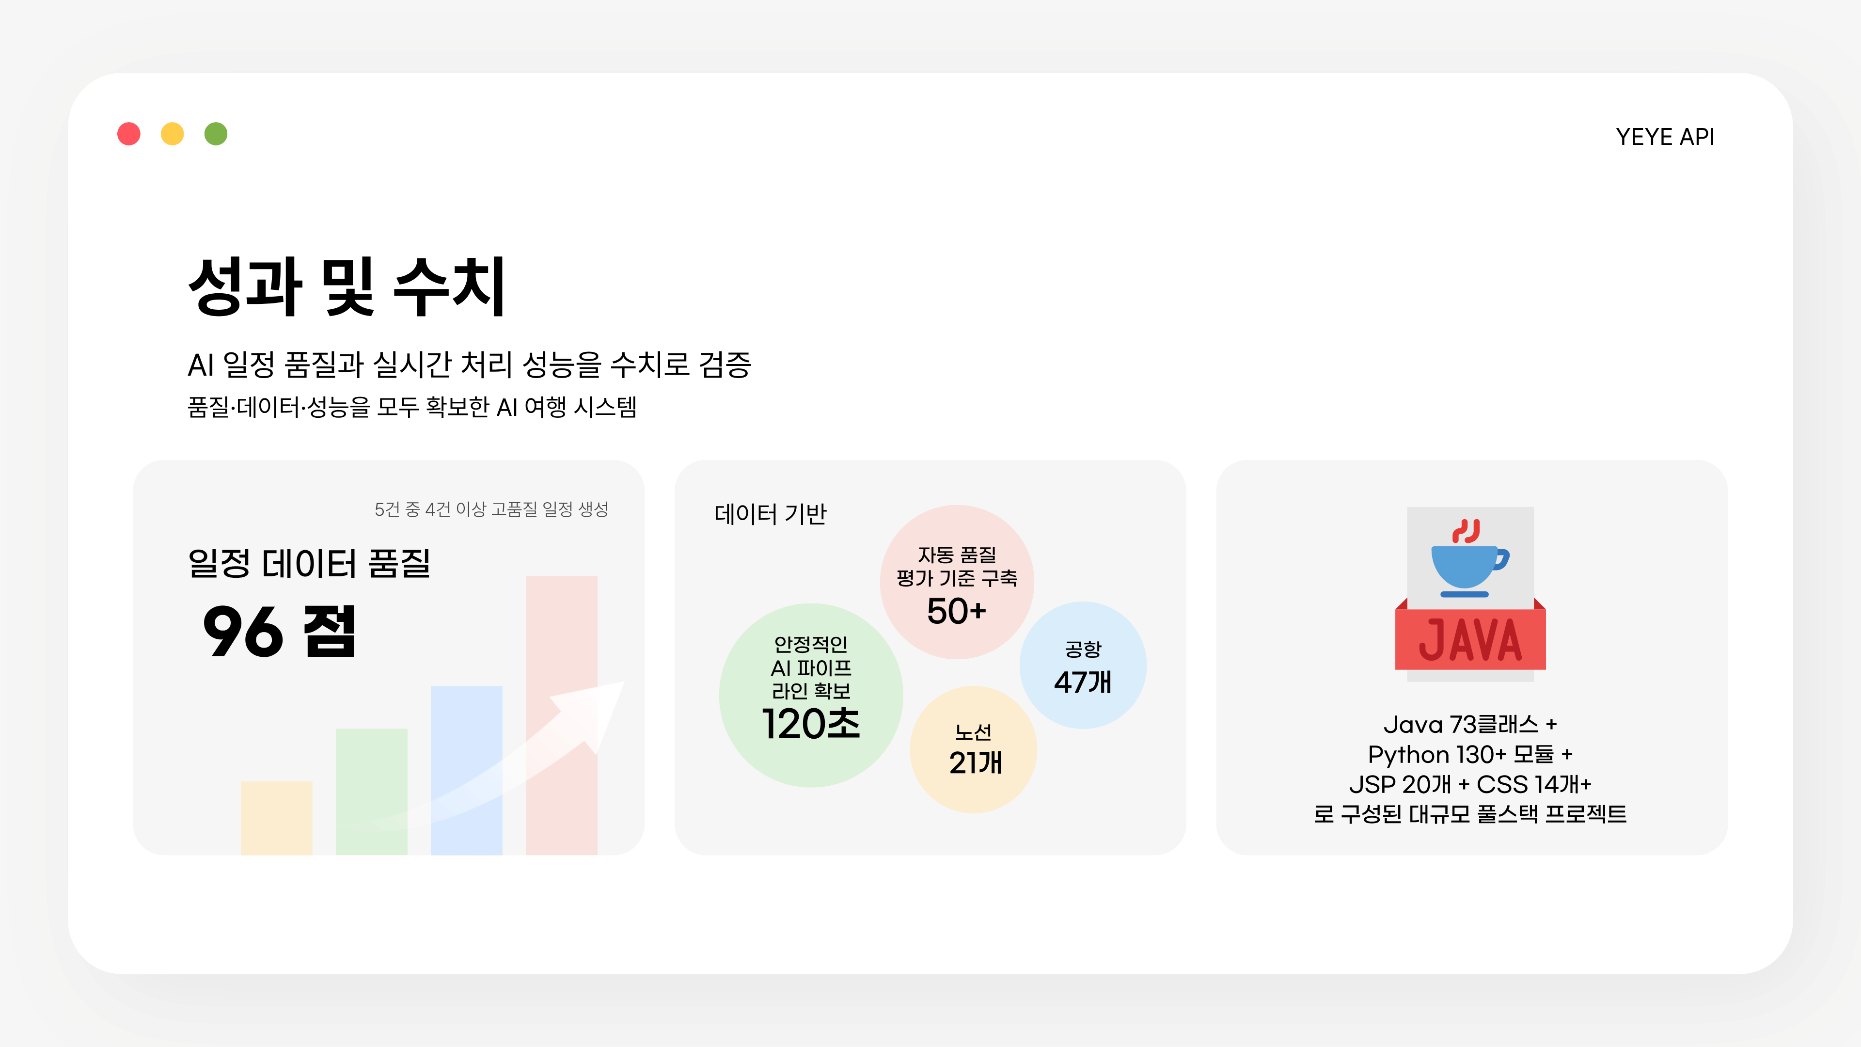 YEYE API
성과 및 수치
AI 일정 품질과 실시간 처리 성능을 수치로 검증
품질·데이터·성능을 모두 확보한 AI 여행 시스템
5건 중 4건 이상 고품질 일정 생성
일정 데이터 품질
96 점
데이터 기반
자동 품질
평가 기준 구축
50+
안정적인
AI 파이프
라인 확보
120초
공항
47개
노선
21개
JAVA
Java 73클래스 +
Python 130+ 모듈 +
JSP 20개 + CSS 14개+
로 구성된 대규모 풀스택 프로젝트